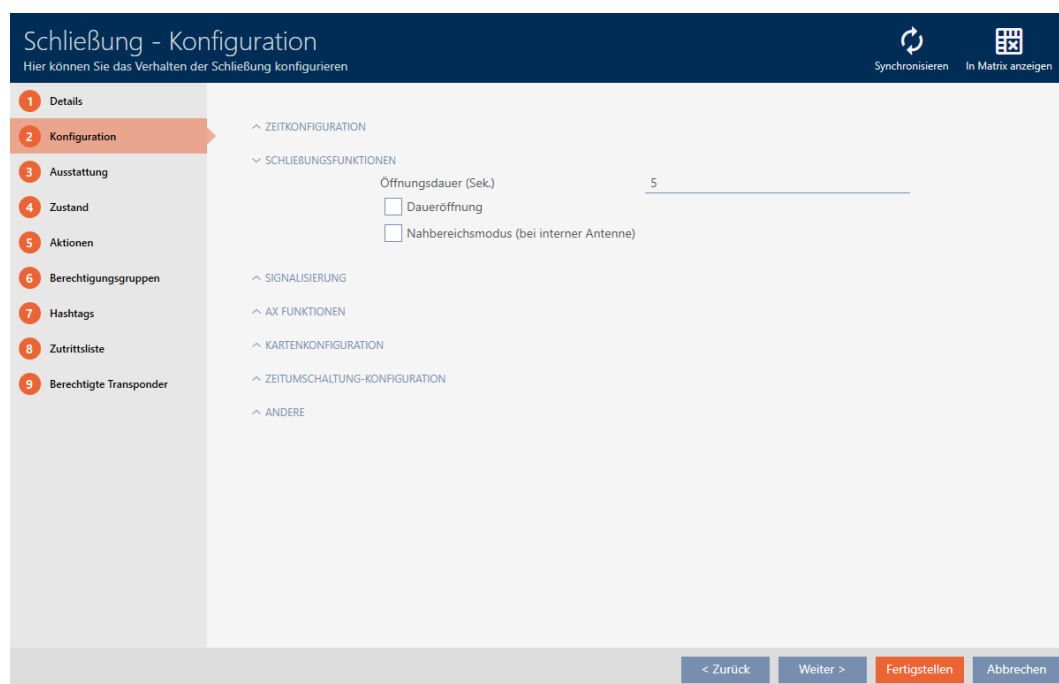 Schließung - Konfiguration
Hier können Sie das Verhalten der Schließung konfigurieren
Synchronisieren
In Matrix anzeigen
1 Details
2 Konfiguration
3 Ausstattung
4 Zustand
5 Aktionen
6 Berechtigungsgruppen
7 Hashtags
8 Zutrittsliste
9 Berechtigte Transponder
ZEITKONFIGURATION
SCHLIEßUNGSFUNKTIONEN
Öffnungsdauer (Sek.) 5
Daueröffnung
Nahbereichsmodus (bei interner Antenne)
SIGNALISIERUNG
AX FUNKTIONEN
KARTENKONFIGURATION
ZEITUMSCHALTUNG-KONFIGURATION
ANDERE
< Zurück
Weiter >
Fertigstellen
Abbrechen